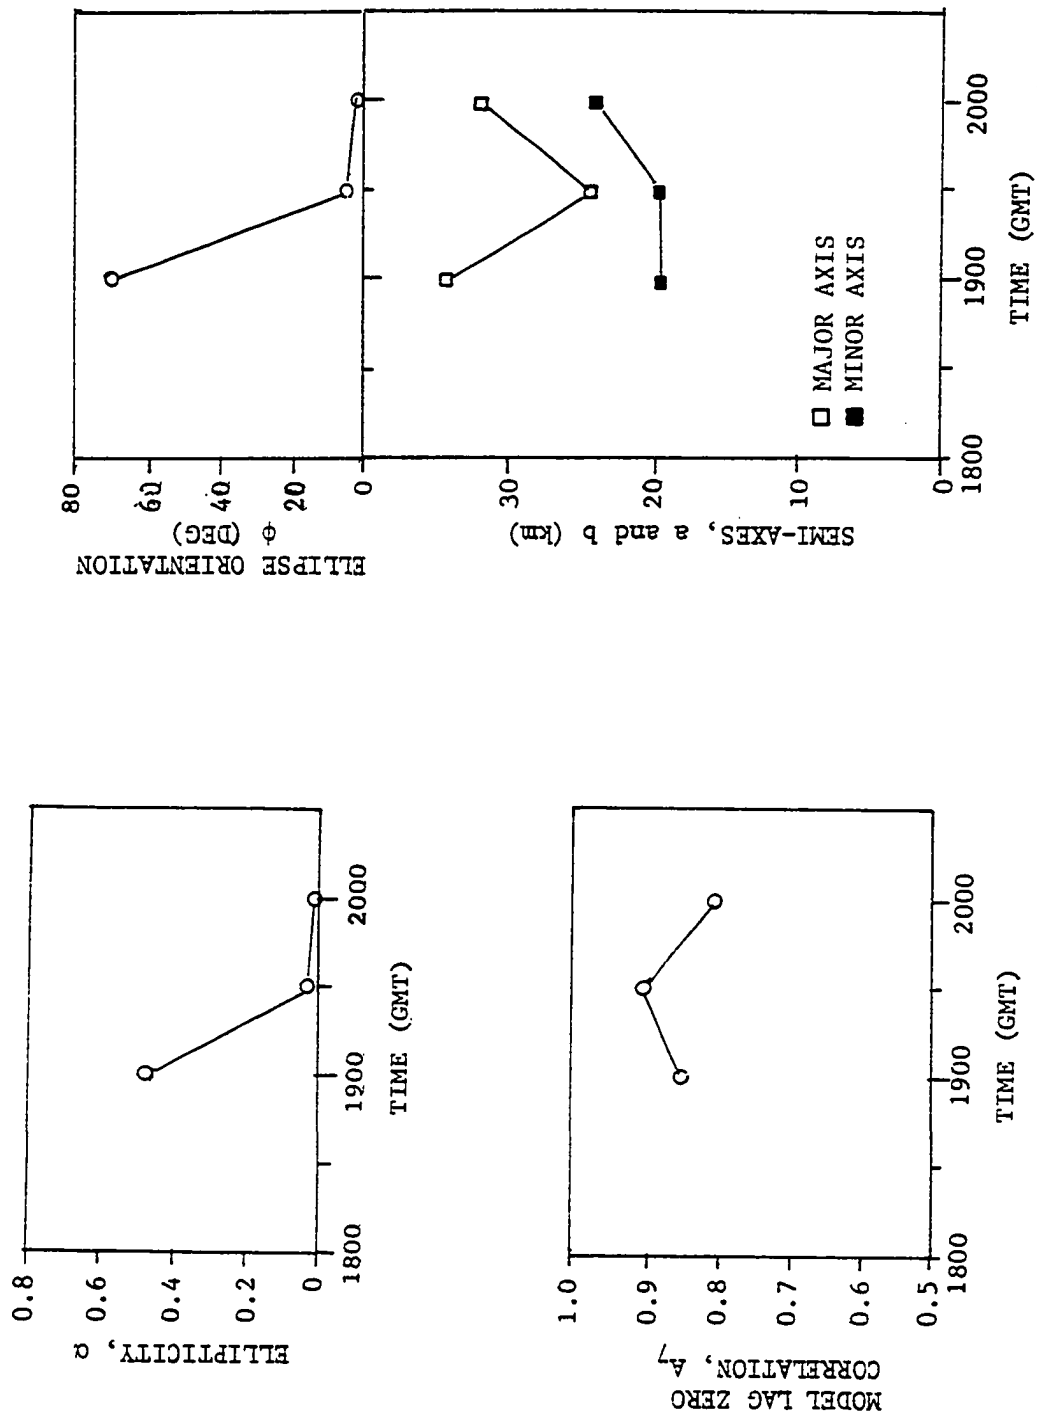 ELLIPTICITY, α
0.8
0.6
0.4
0.2
0
1800
1900
2000
TIME (GMT)
MODEL LAG ZERO
CORRELATION, A7
1.0
0.9
0.8
0.7
0.6
0.5
1800
1900
2000
TIME (GMT)
ELLIPSE ORIENTATION
φ (DEG)
80
60
40
20
0
SEMI-AXES, a and b (km)
30
20
10
0
□ MAJOR AXIS
■ MINOR AXIS
1800
1900
2000
TIME (GMT)